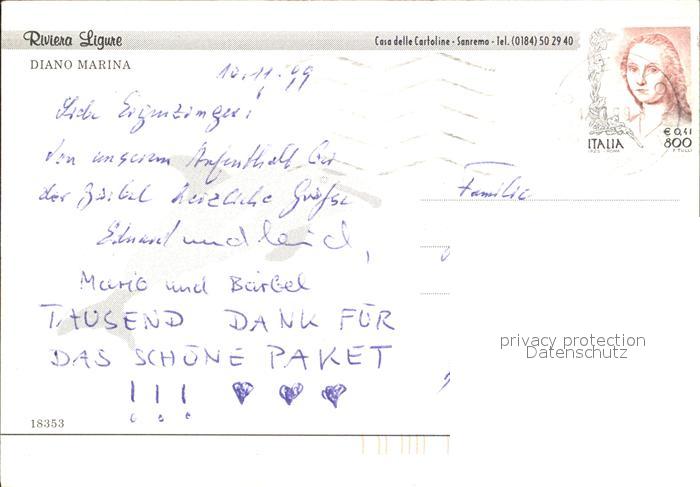 Riviera Ligure
Casa delle Cartoline - Sanremo - Tel. (0184) 50 29 40
DIANO MARINA
10.11.99
Liebe
Von unserem Aufenthalt bei
der Bärbel herzliche Grüße
Eduard und
Mario und Bärbel
TAUSEND DANK FÜR
DAS SCHÖNE PAKET
! ! ! ♥ ♥ ♥
18353
€ 0,41
ITALIA 800
Familie
privacy protection
Datenschutz